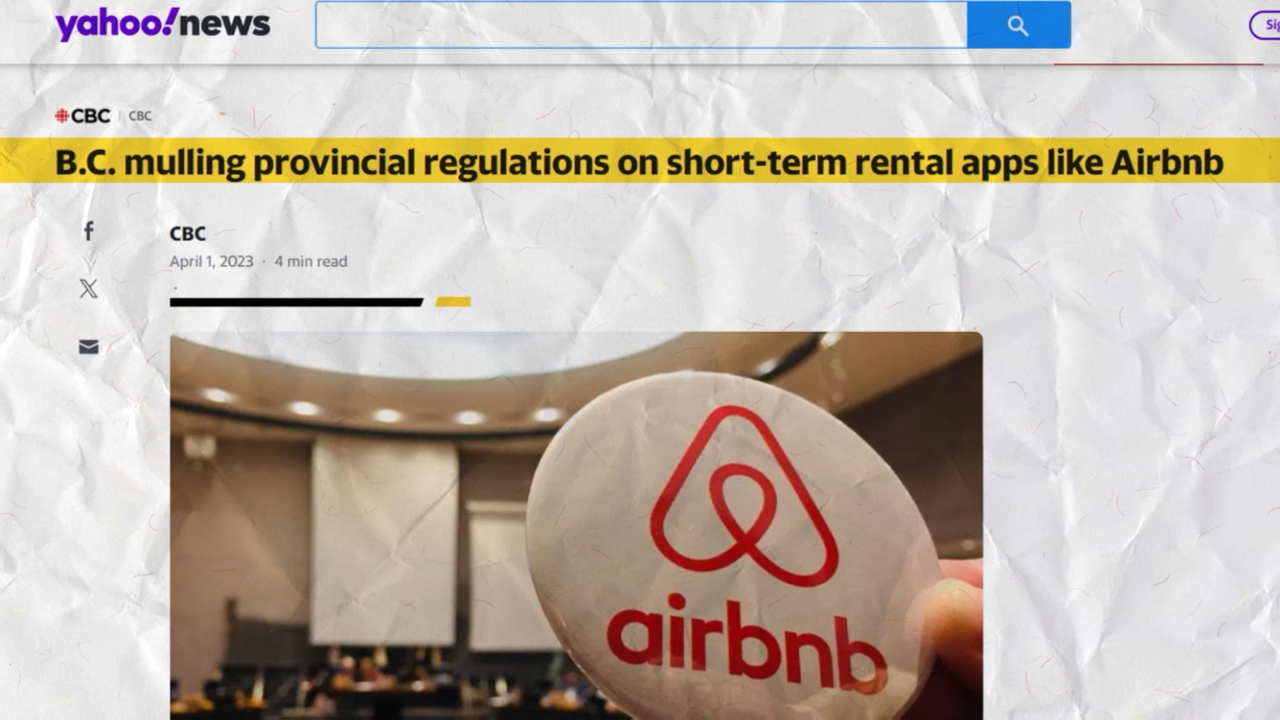 yahoo!news
Sig
CBC CBC
B.C. mulling provincial regulations on short-term rental apps like Airbnb
CBC
April 1, 2023 · 4 min read
airbnb